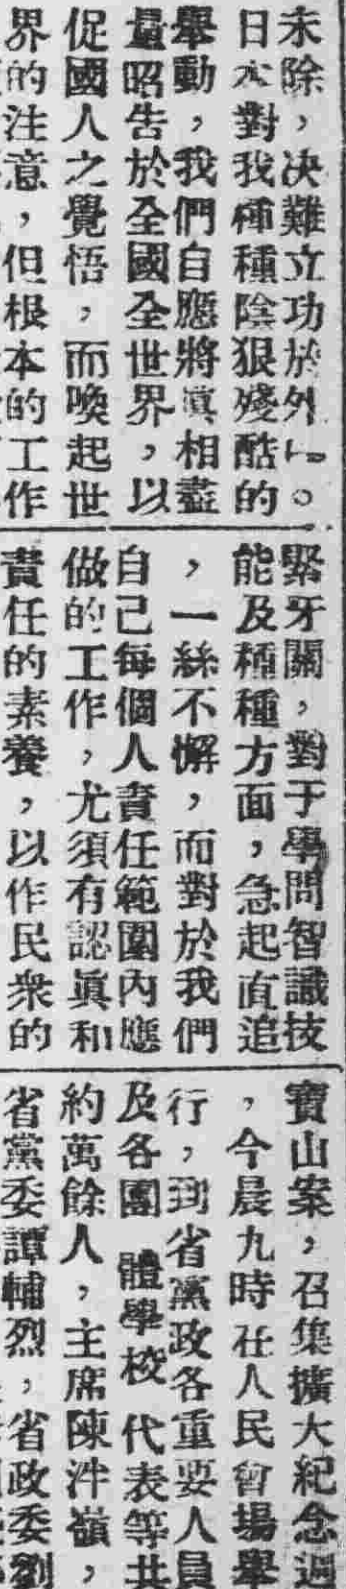 未除，决難立功於外。
日本對我種種陰狠殘酷的
舉動，我們自應將眞相盡
量昭告於全國全世界，以
促國人之覺悟，而喚起世
界的注意，但根本的工作
緊牙關，對于學問智識技
能及種種方面，急起直追
，一絲不懈，而對於我們
自己每個人責任範圍內應
做的工作，尤須有認眞和
責任的素養，以作民衆的
寶山案，召集擴大紀念週
，今晨九時在人民會場舉
行，到省黨政各重要人員
及各團體學校代表等共
約萬餘人，主席陳泮嶺，
省黨委譚輔烈，省政委劉